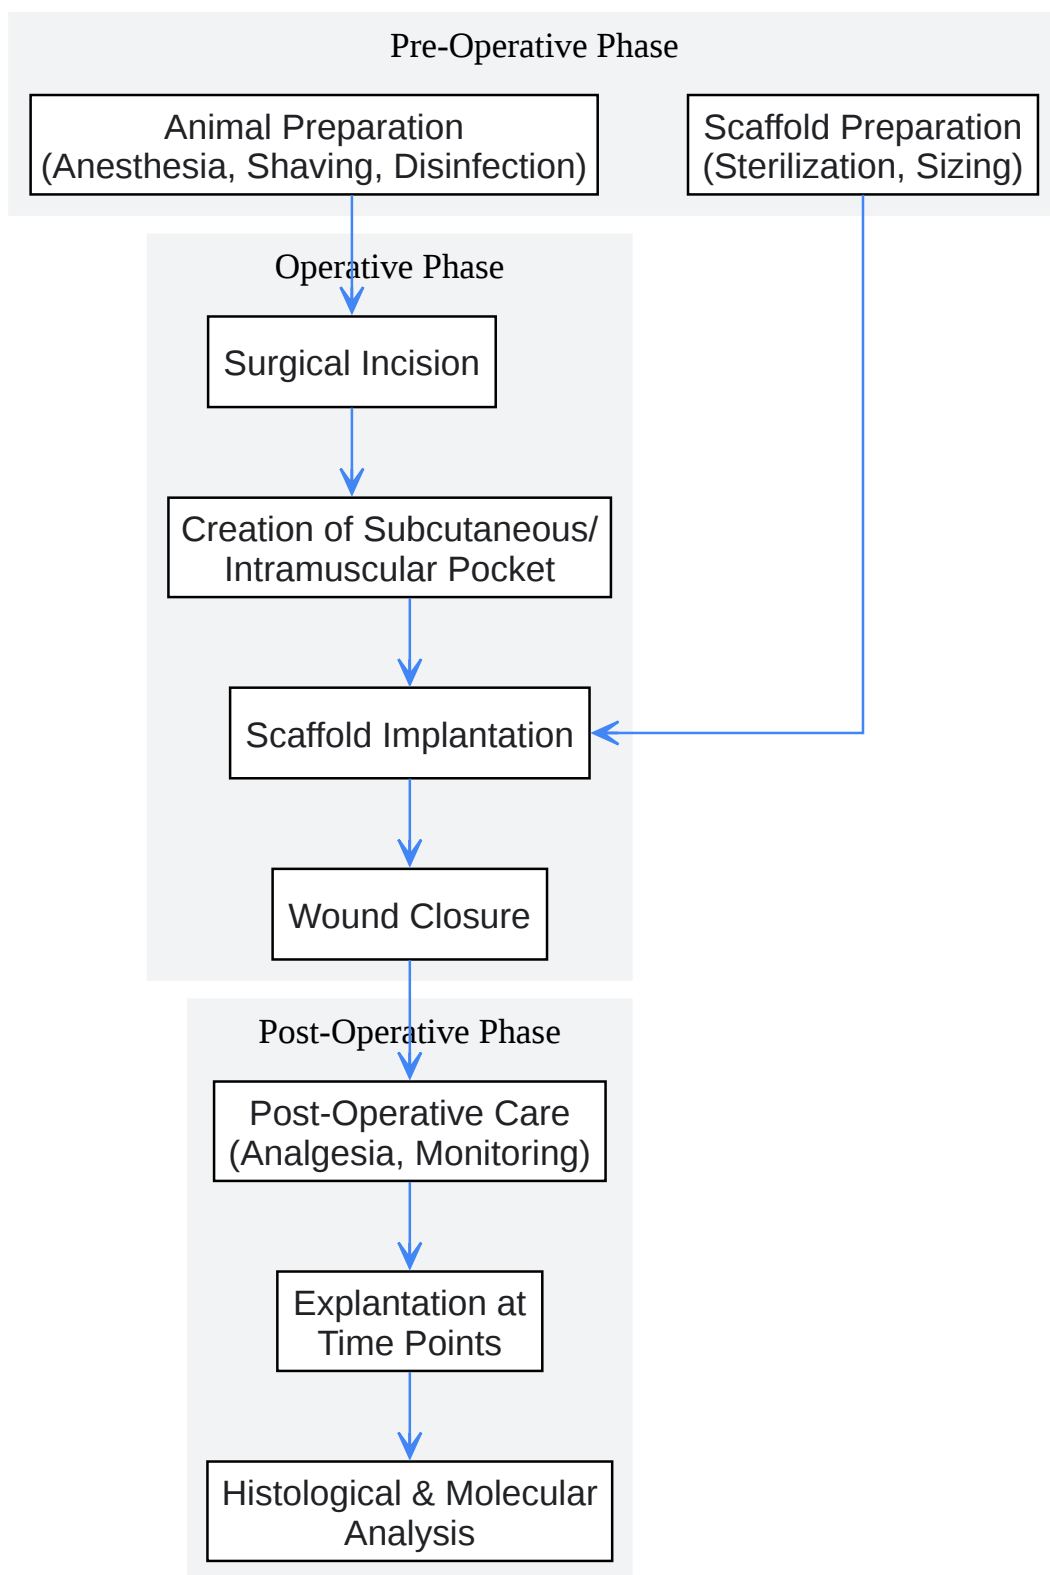 Pre-Operative Phase
Animal Preparation
(Anesthesia, Shaving, Disinfection)
Scaffold Preparation
(Sterilization, Sizing)
Operative Phase
Surgical Incision
Creation of Subcutaneous/
Intramuscular Pocket
Scaffold Implantation
Wound Closure
Post-Operative Phase
Post-Operative Care
(Analgesia, Monitoring)
Explantation at
Time Points
Histological & Molecular
Analysis